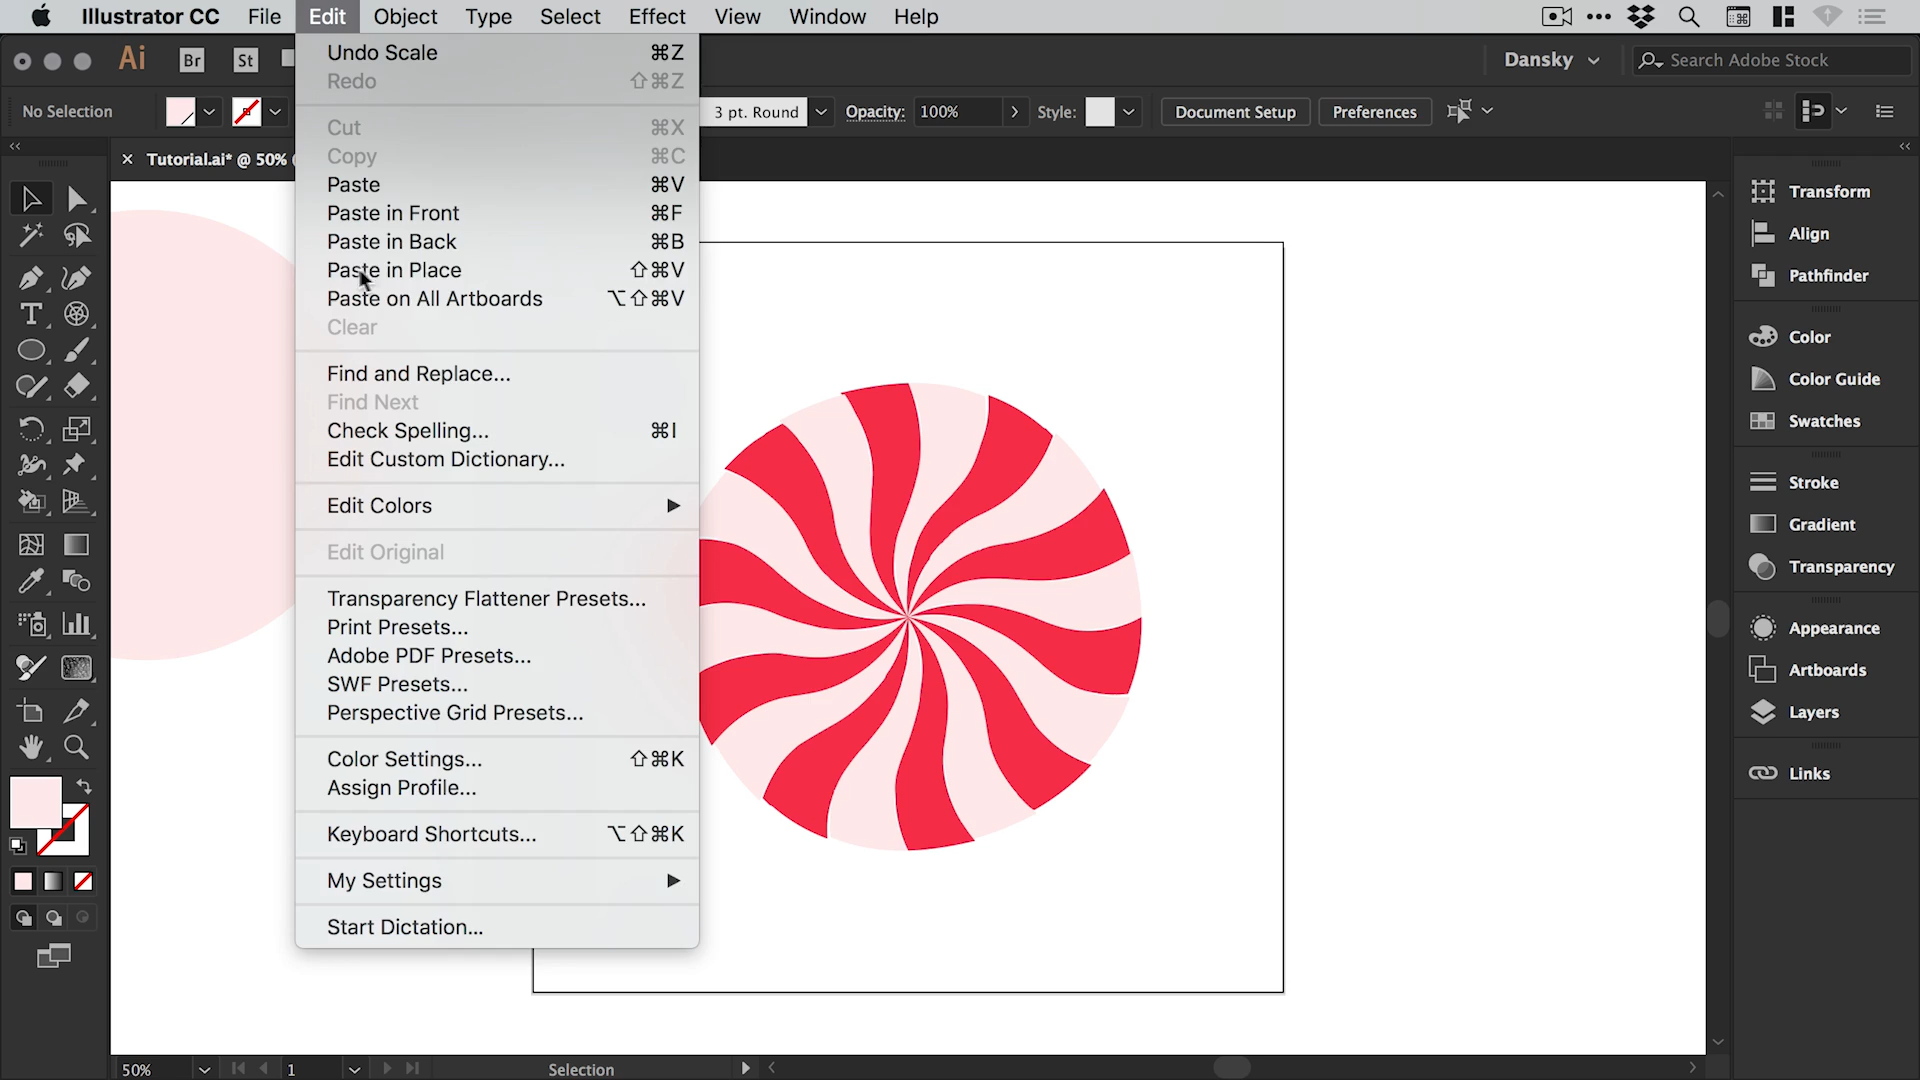 Illustrator CC File Edit Object Type Select Effect View Window Help
Ai Br St Dansky Search Adobe Stock
No Selection 3 pt. Round Opacity: 100% Style: Document Setup Preferences
Tutorial.ai* @ 50%
Undo Scale ⌘Z
Redo ⇧⌘Z
Cut ⌘X
Copy ⌘C
Paste ⌘V
Paste in Front ⌘F
Paste in Back ⌘B
Paste in Place ⇧⌘V
Paste on All Artboards ⌥⇧⌘V
Clear
Find and Replace...
Find Next
Check Spelling... ⌘I
Edit Custom Dictionary...
Edit Colors
Edit Original
Transparency Flattener Presets...
Print Presets...
Adobe PDF Presets...
SWF Presets...
Perspective Grid Presets...
Color Settings... ⇧⌘K
Assign Profile...
Keyboard Shortcuts... ⌥⇧⌘K
My Settings
Start Dictation...
Transform
Align
Pathfinder
Color
Color Guide
Swatches
Stroke
Gradient
Transparency
Appearance
Artboards
Layers
Links
50% 1 Selection